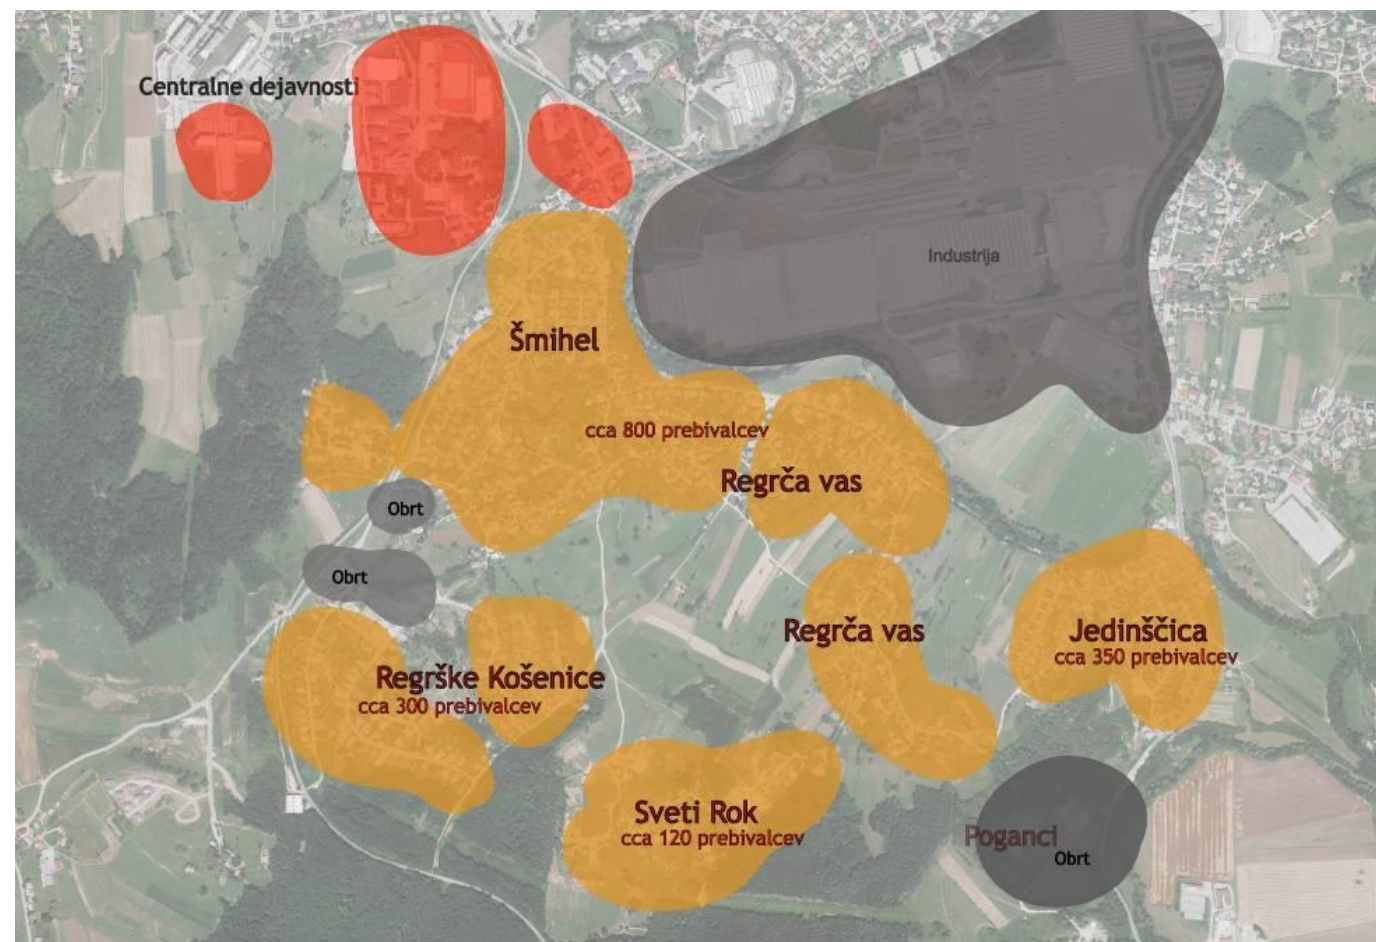 Centralne dejavnosti
Industrija
Šmihel
cca 800 prebivalcev
Regrča vas
Obrt
Obrt
Regrča vas
Jedinščica
cca 350 prebivalcev
Regrške Košenice
cca 300 prebivalcev
Sveti Rok
cca 120 prebivalcev
Poganci
Obrt